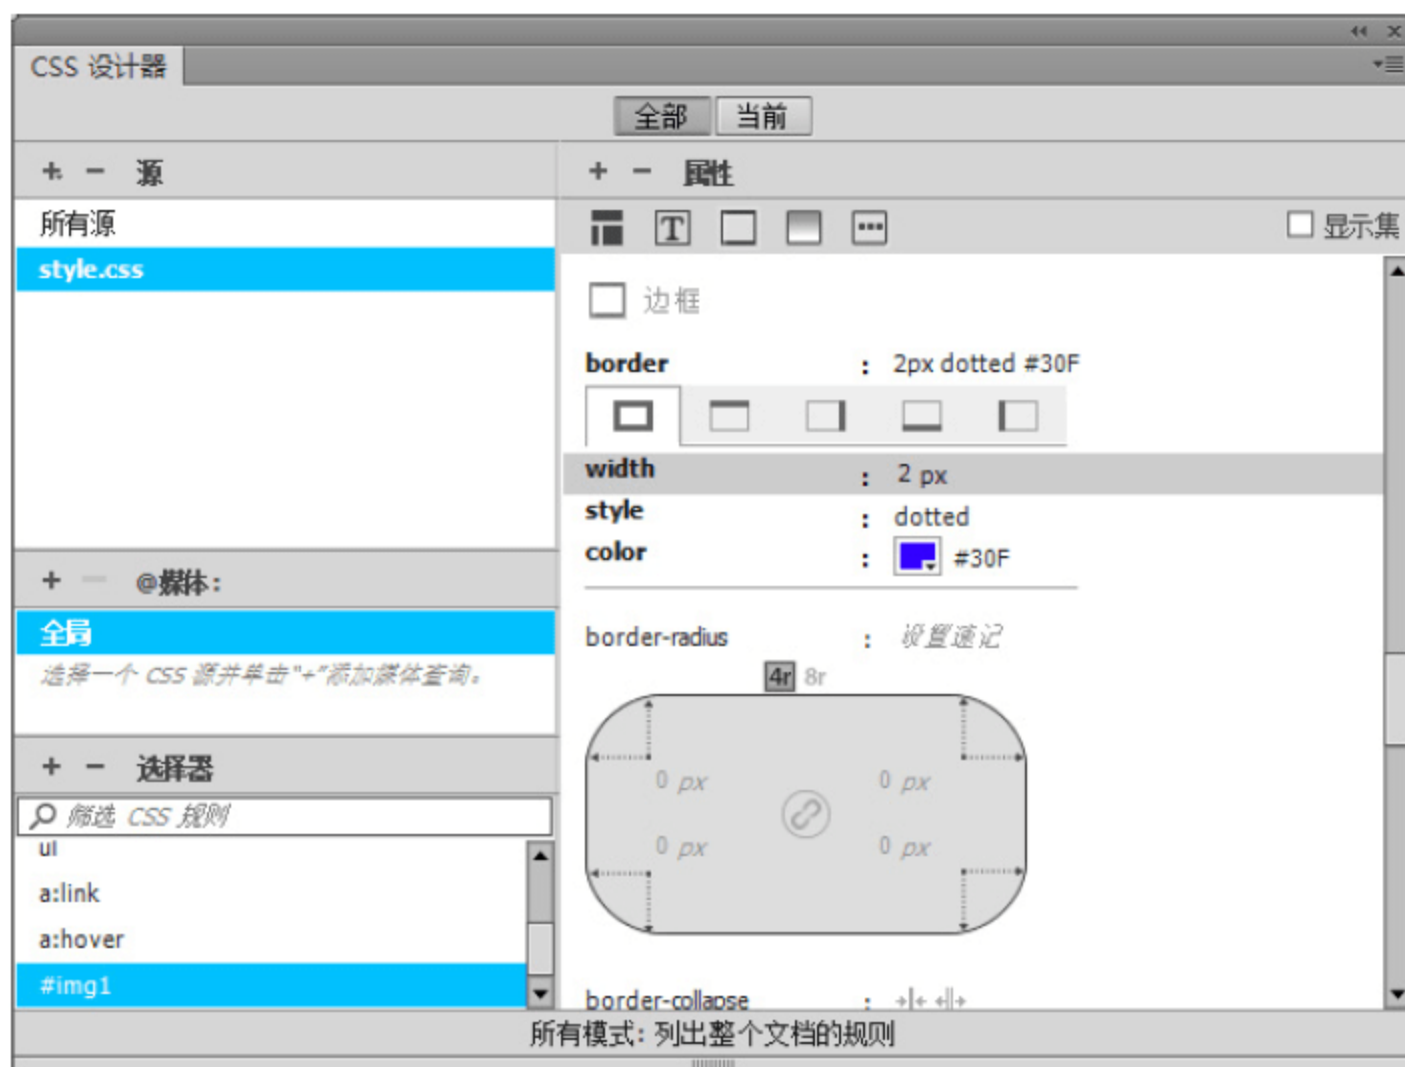 CSS 设计器
全部 当前
源
所有源
style.css
@媒体：
全局
选择一个 CSS 源并单击“+”添加媒体查询。
选择器
筛选 CSS 规则
ul
a:link
a:hover
#img1
属性
显示集
边框
border : 2px dotted #30F
width : 2 px
style : dotted
color : #30F
border-radius : 设置速记
4r 8r
0 px 0 px
0 px 0 px
border-collapse :
所有模式：列出整个文档的规则